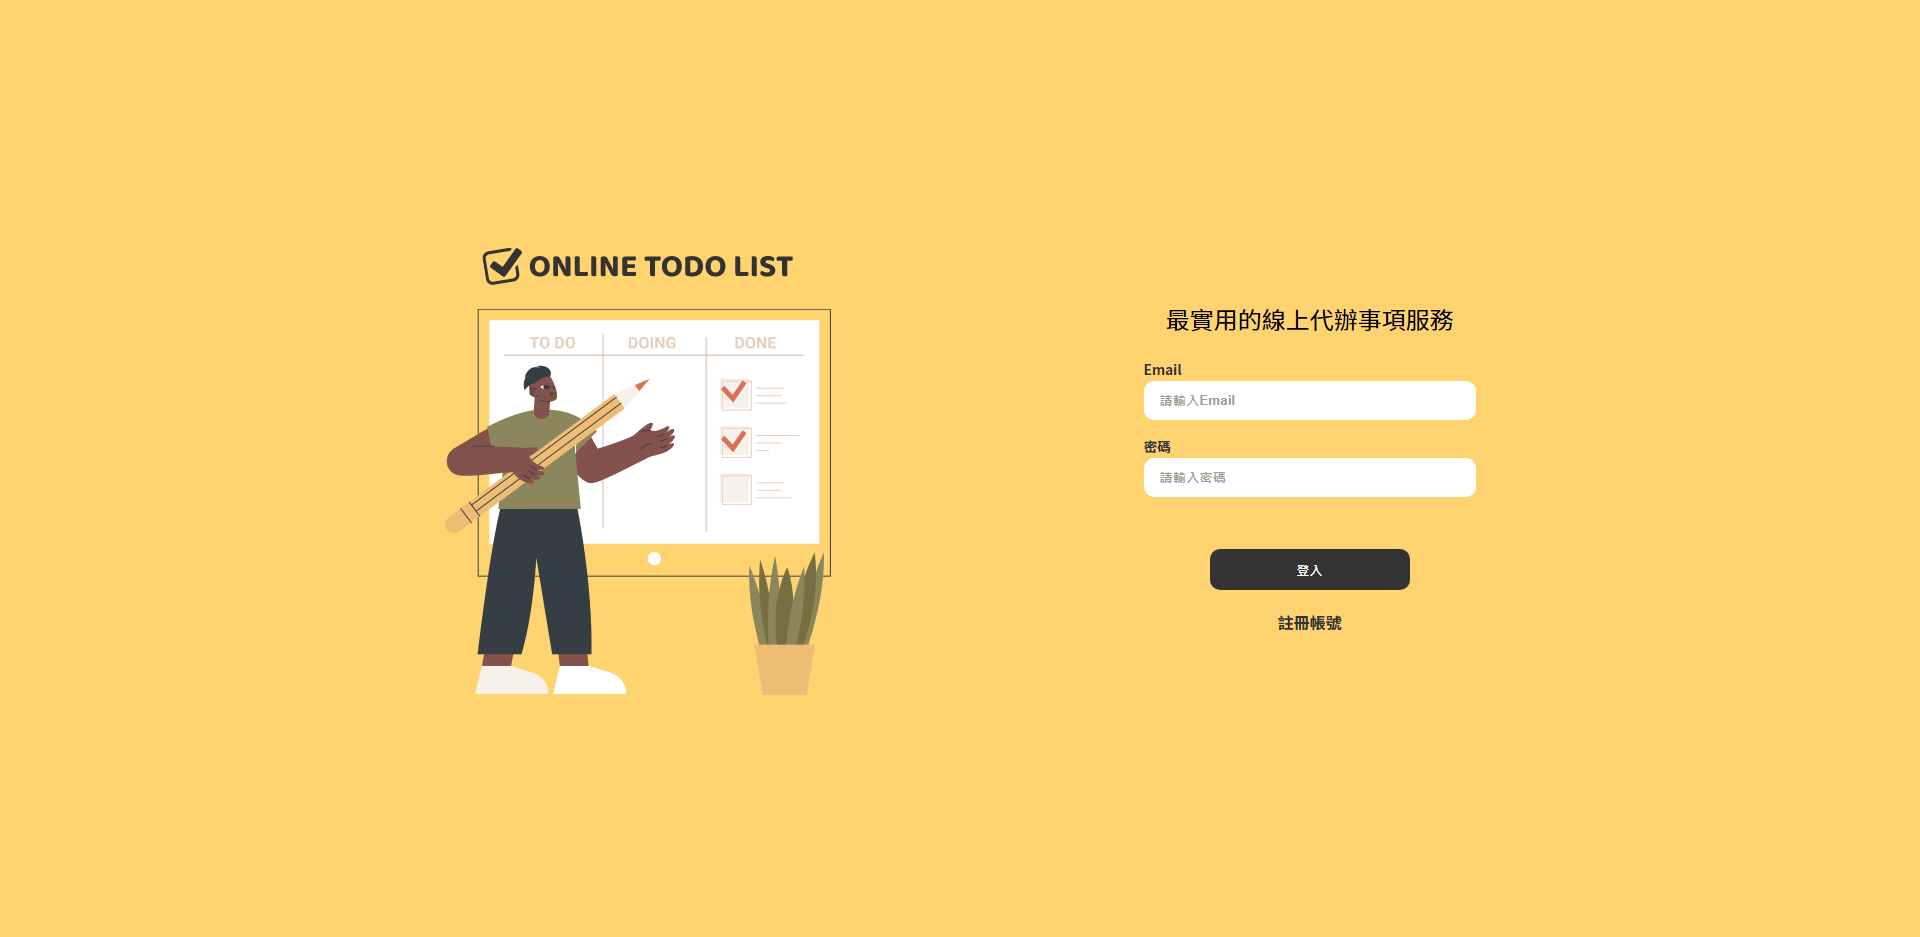 ONLINE TODO LIST
TO DO
DOING
DONE
最實用的線上代辦事項服務
Email
請輸入Email
密碼
請輸入密碼
登入
註冊帳號